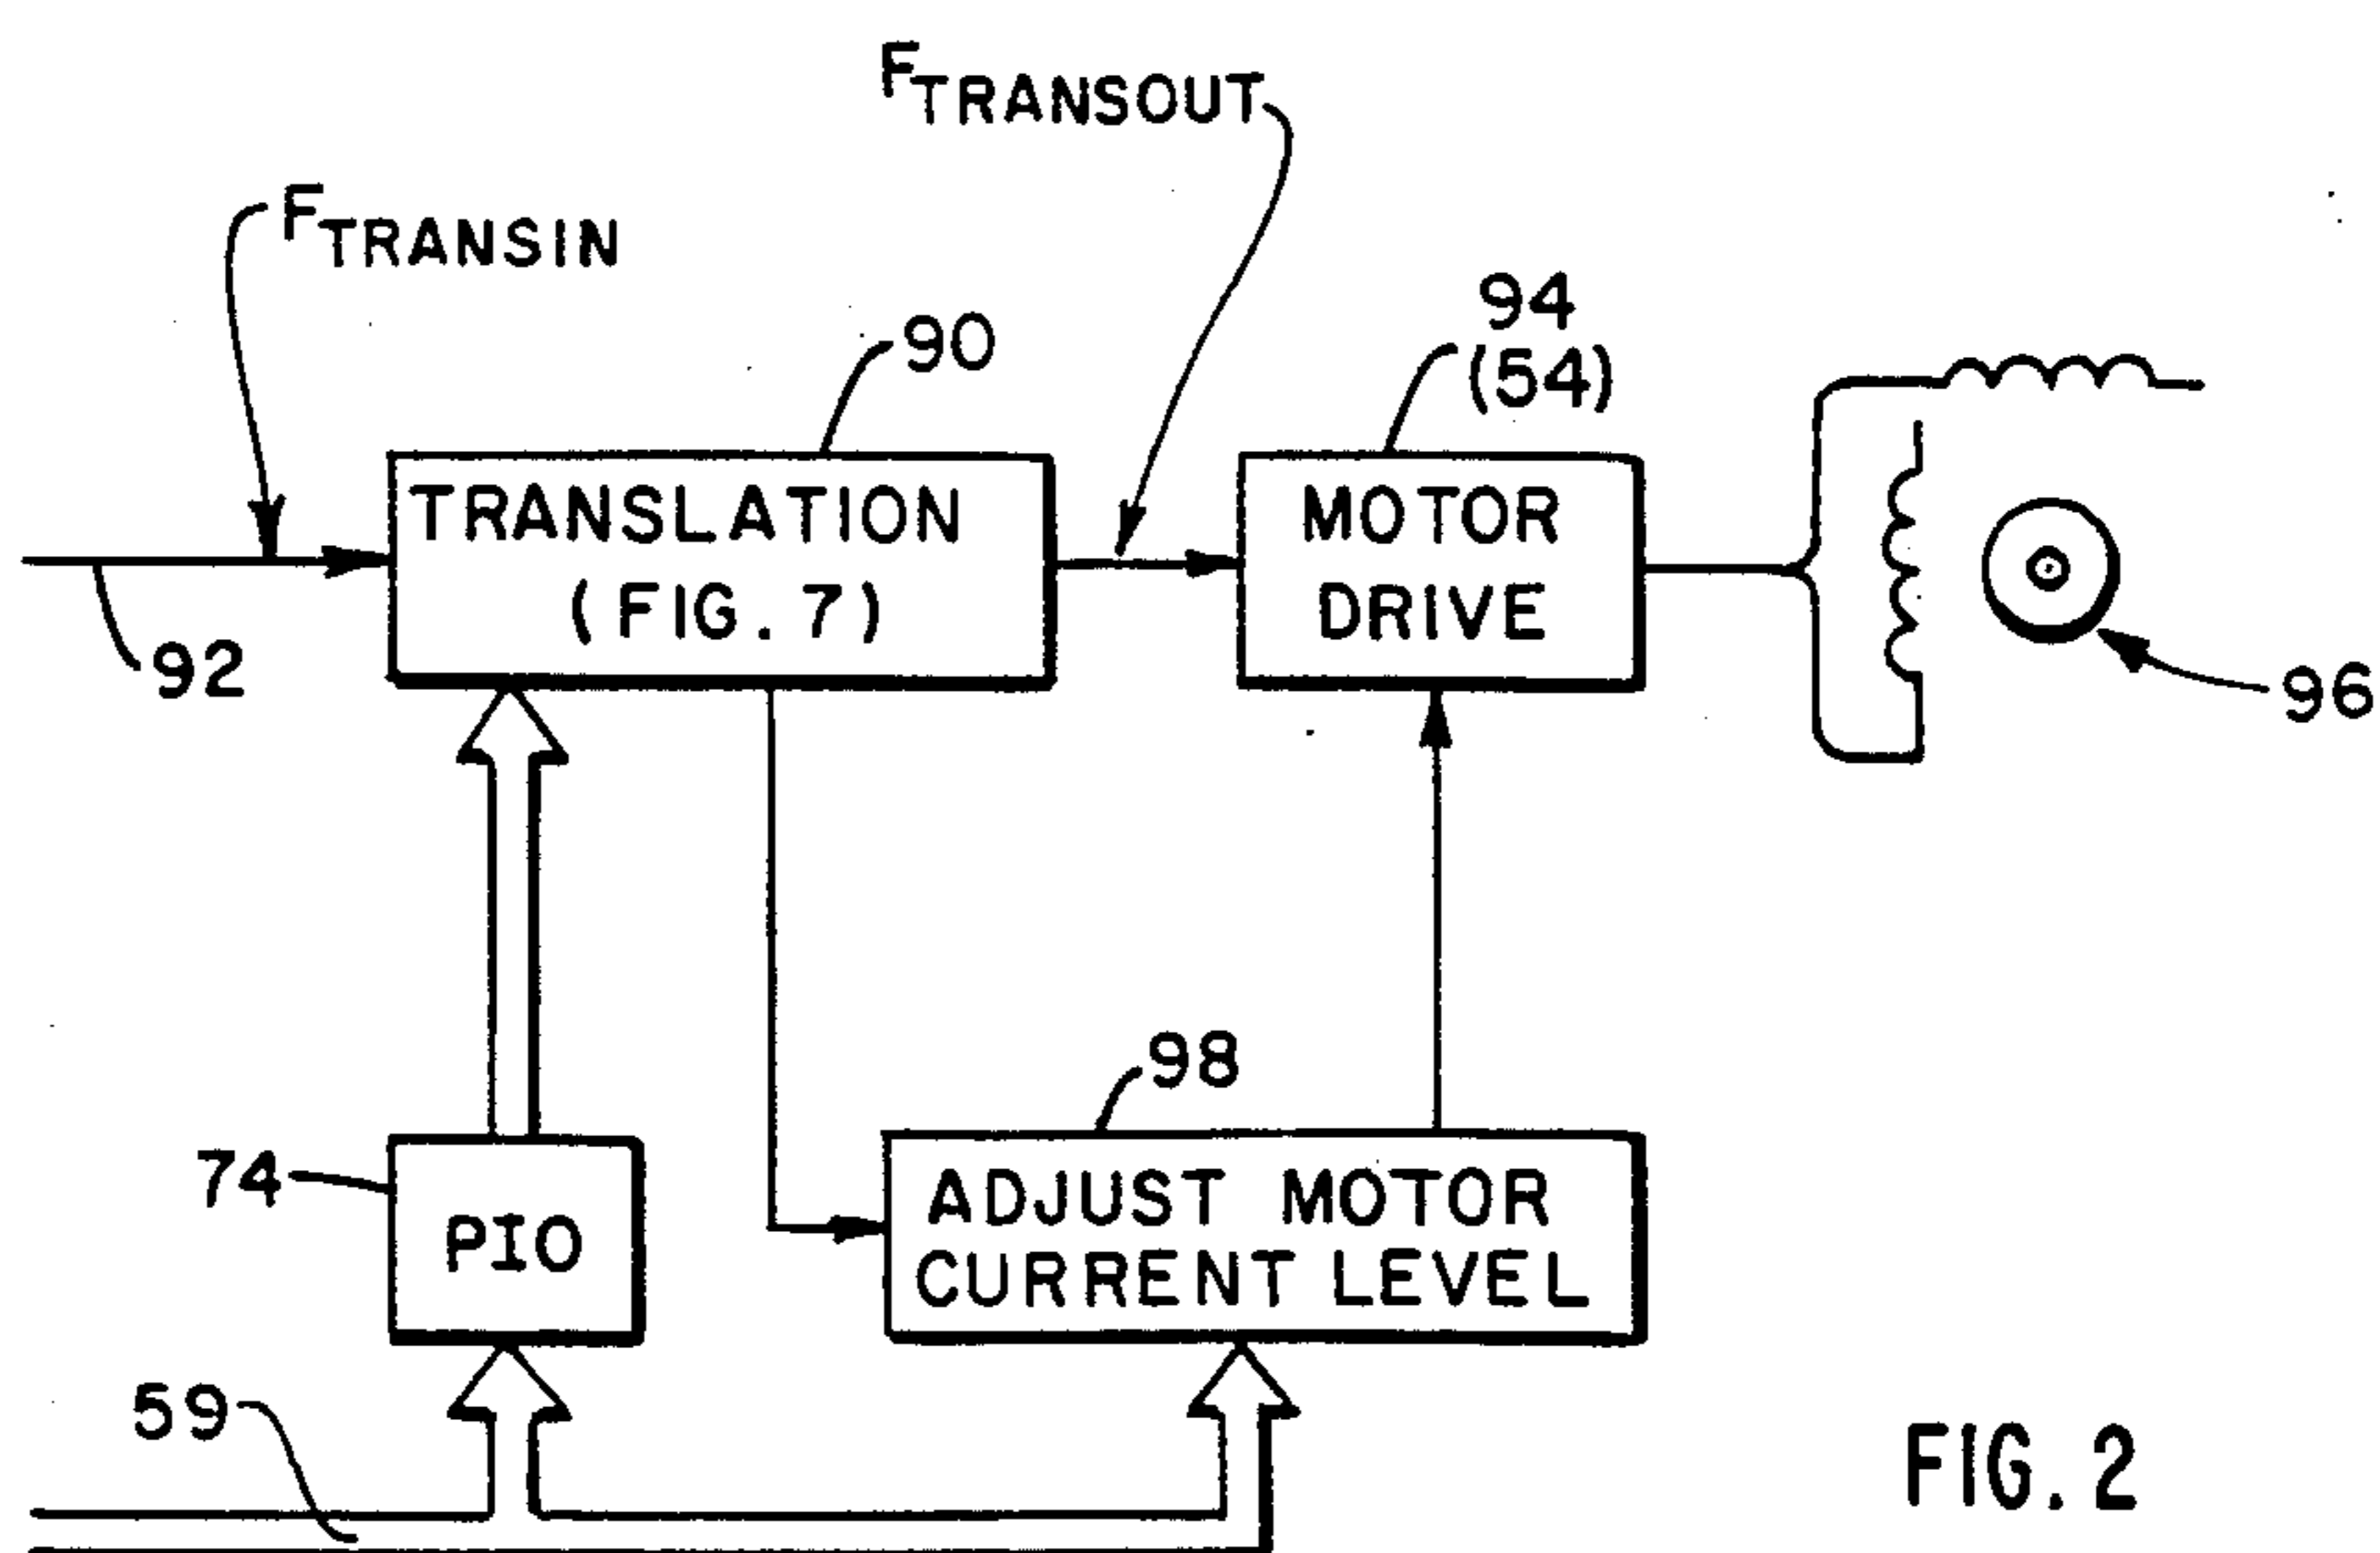 FTRANSOUT
FTRANSIN
90
94
(54)
TRANSLATION
(FIG. 7)
MOTOR
DRIVE
92
96
98
74
PIO
ADJUST MOTOR
CURRENT LEVEL
59
FIG. 2